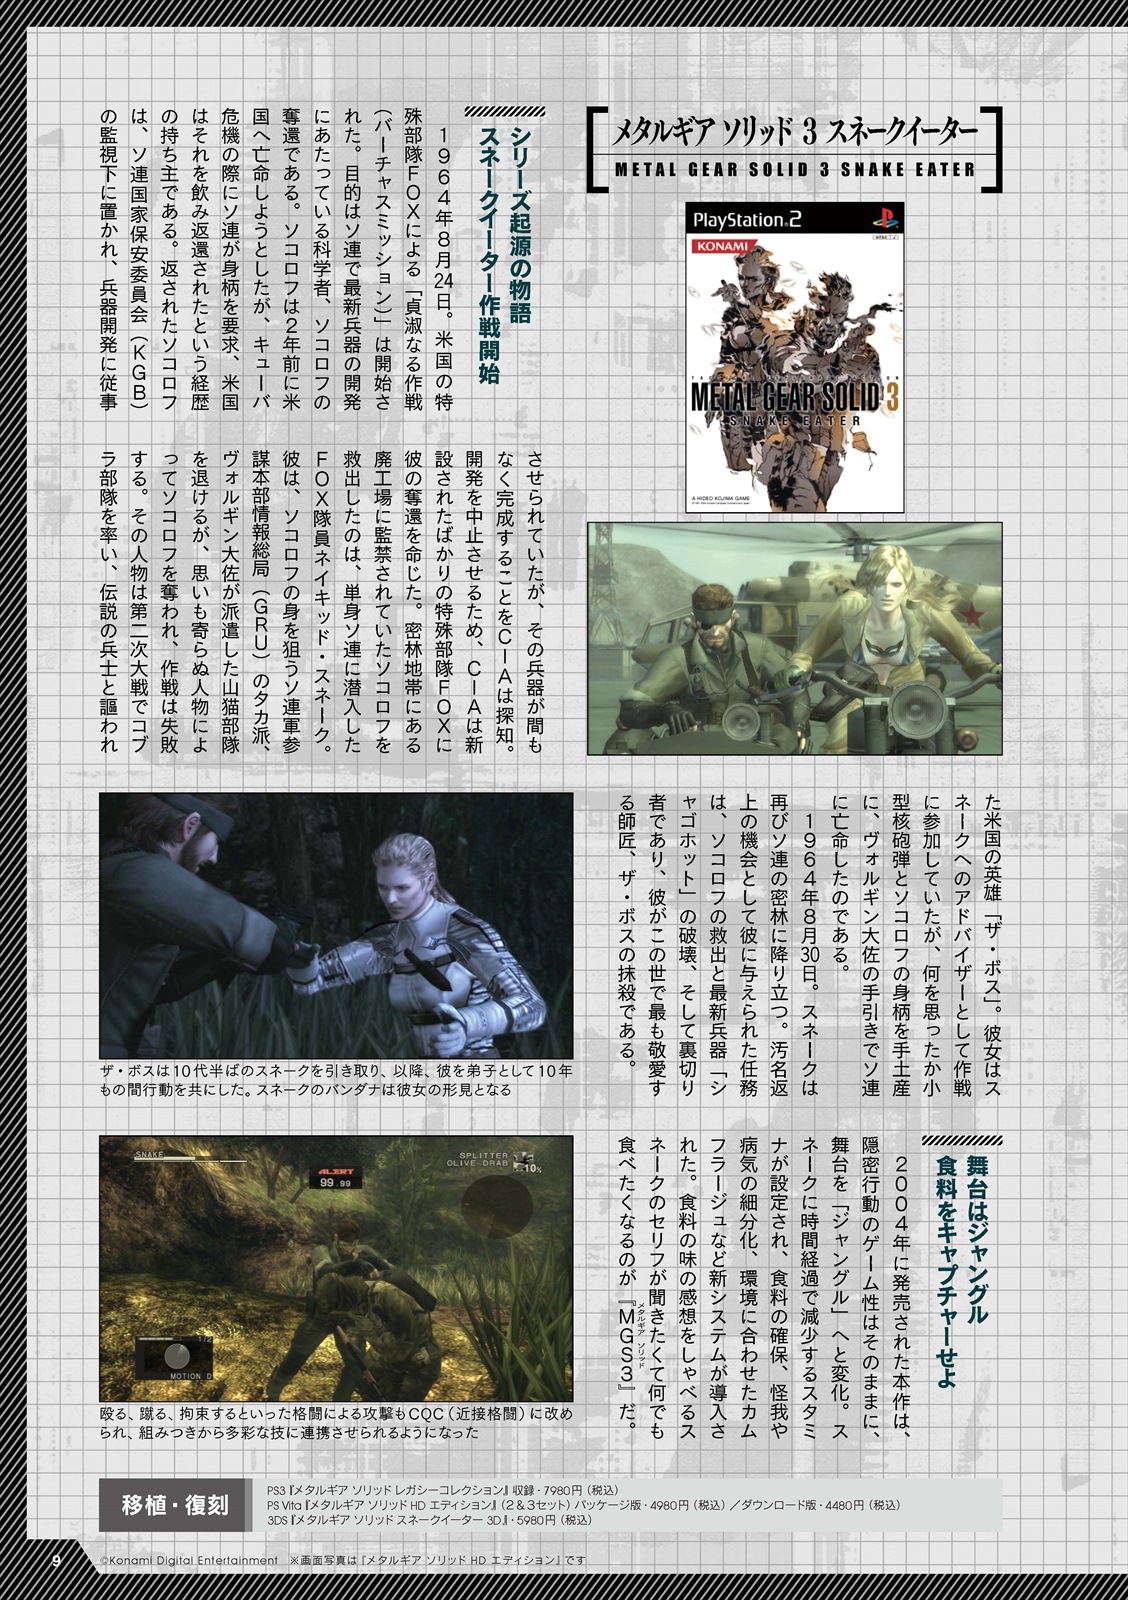 メタルギア ソリッド 3 スネークイーター
METAL GEAR SOLID 3 SNAKE EATER
PlayStation®2
KONAMI
METAL GEAR SOLID 3
SNAKE EATER
A HIDEO KOJIMA GAME
シリーズ起源の物語
スネークイーター作戦開始
１９６４年８月24日。米国の特
殊部隊ＦＯＸによる「貞淑なる作戦
（バーチャスミッション）」は開始さ
れた。目的はソ連で最新兵器の開発
にあたっている科学者、ソコロフの
奪還である。ソコロフは２年前に米
国へ亡命しようとしたが、キューバ
危機の際にソ連が身柄を要求、米国
はそれを飲み返還されたという経歴
の持ち主である。返されたソコロフ
は、ソ連国家保安委員会（ＫＧＢ）
の監視下に置かれ、兵器開発に従事
させられていたが、その兵器が間も
なく完成することをＣＩＡは探知。
開発を中止させるため、ＣＩＡは新
設されたばかりの特殊部隊ＦＯＸに
彼の奪還を命じた。密林地帯にある
廃工場に監禁されていたソコロフを
救出したのは、単身ソ連に潜入した
ＦＯＸ隊員ネイキッド・スネーク。
彼は、ソコロフの身を狙うソ連軍参
謀本部情報総局（ＧＲＵ）のタカ派、
ヴォルギン大佐が派遣した山猫部隊
を退けるが、思いも寄らぬ人物によ
ってソコロフを奪われ、作戦は失敗
する。その人物は第二次大戦でコブ
ラ部隊を率い、伝説の兵士と謳われ
た米国の英雄「ザ・ボス」。彼女はス
ネークへのアドバイザーとして作戦
に参加していたが、何を思ったか小
型核砲弾とソコロフの身柄を手土産
に、ヴォルギン大佐の手引きでソ連
に亡命したのである。
１９６４年８月30日。スネークは
再びソ連の密林に降り立つ。汚名返
上の機会として彼に与えられた任務
は、ソコロフの救出と最新兵器「シ
ャゴホット」の破壊、そして裏切り
者であり、彼がこの世で最も敬愛す
る師匠、ザ・ボスの抹殺である。
ザ・ボスは10代半ばのスネークを引き取り、以降、彼を弟子として10年
もの間行動を共にした。スネークのバンダナは彼女の形見となる
舞台はジャングル
食料をキャプチャーせよ
２００４年に発売された本作は、
隠密行動のゲーム性はそのままに、
舞台を「ジャングル」へと変化。ス
ネークに時間経過で減少するスタミ
ナが設定され、食料の確保、怪我や
病気の細分化、環境に合わせたカム
フラージュなど新システムが導入さ
れた。食料の味の感想をしゃべるス
ネークのセリフが聞きたくて何でも
食べたくなるのが『ＭＧＳ３』だ。
メタルギア ソリッド
SNAKE
ALERT
99.99
SPLITTER
OLIVE DRAB
10%
1/2
MOTION D
殴る、蹴る、拘束するといった格闘による攻撃もCQC（近接格闘）に改め
られ、組みつきから多彩な技に連携させられるようになった
移植・復刻
PS3『メタルギア ソリッド レガシーコレクション』収録・7980円（税込）
PS Vita『メタルギア ソリッド HD エディション』（2＆3セット）パッケージ版・4980円（税込）／ダウンロード版・4480円（税込）
3DS『メタルギア ソリッド スネークイーター 3D』・5980円（税込）
9
©Konami Digital Entertainment ※画面写真は『メタルギア ソリッド HD エディション』です